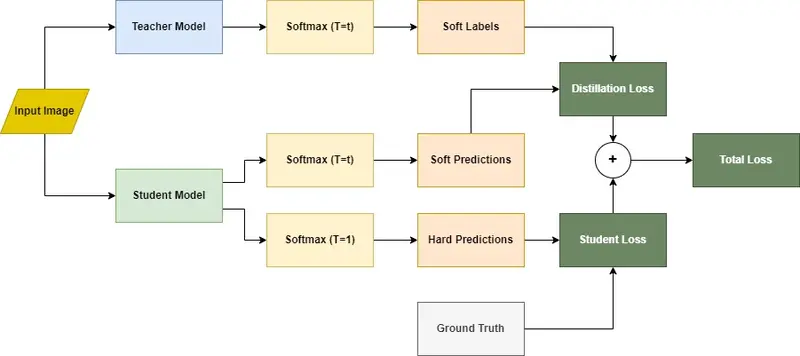 Teacher Model
Softmax (T=t)
Soft Labels
Input Image
Distillation Loss
Student Model
Softmax (T=t)
Soft Predictions
+
Total Loss
Softmax (T=1)
Hard Predictions
Student Loss
Ground Truth